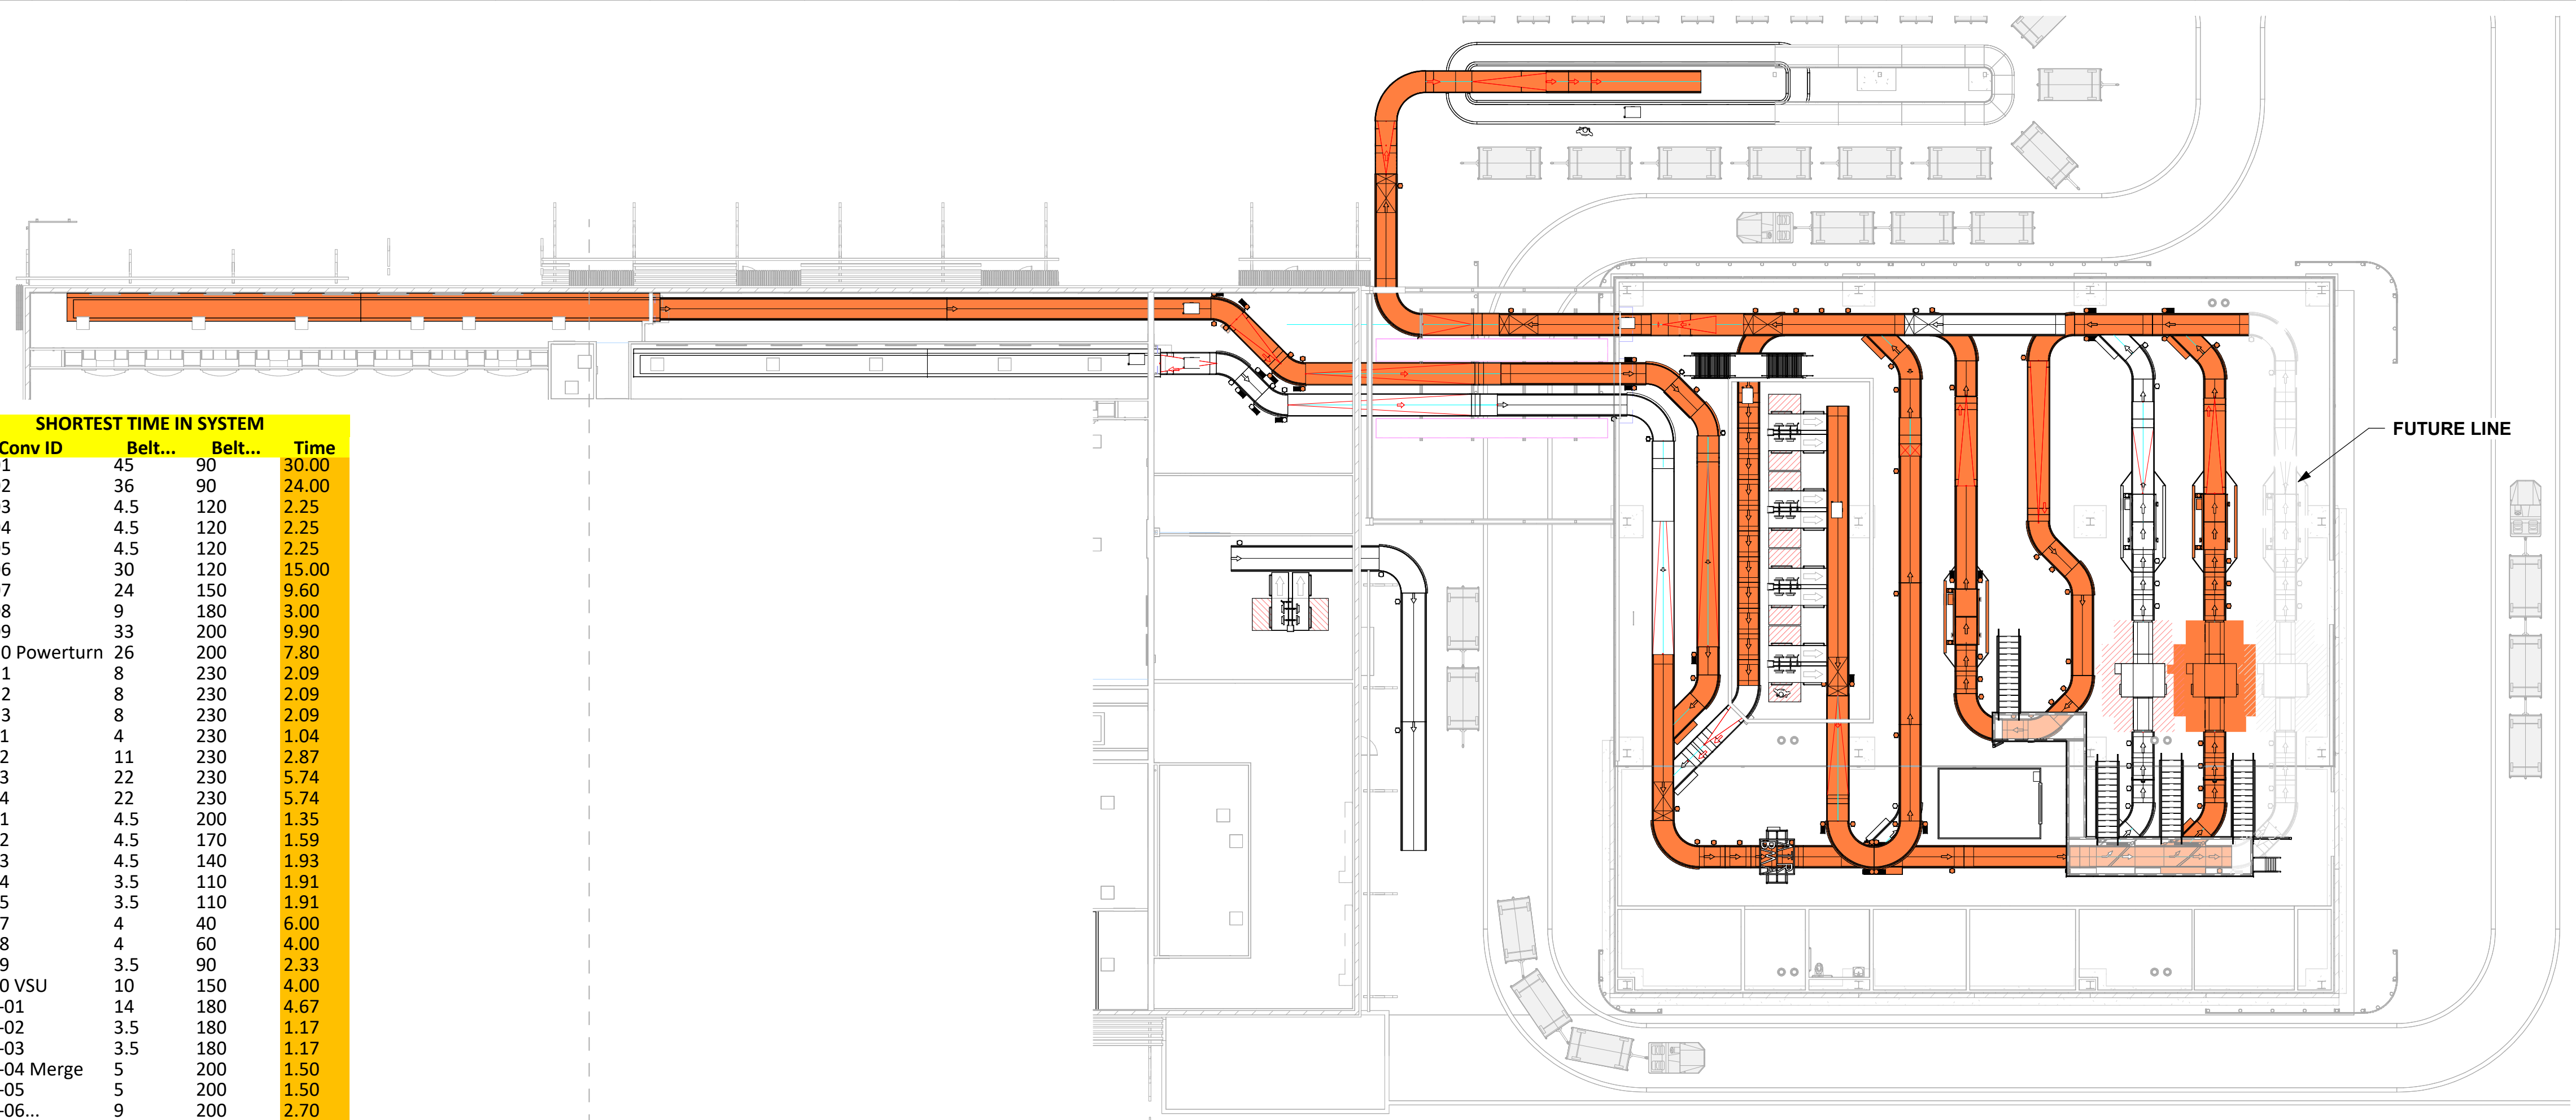 SHORTEST TIME IN SYSTEM
Conv ID Belt... Belt... Time
1 45 90 30.00
2 36 90 24.00
3 4.5 120 2.25
4 4.5 120 2.25
5 4.5 120 2.25
6 30 120 15.00
7 24 150 9.60
8 9 180 3.00
9 33 200 9.90
0 Powerturn 26 200 7.80
1 8 230 2.09
2 8 230 2.09
3 8 230 2.09
1 4 230 1.04
2 11 230 2.87
3 22 230 5.74
4 22 230 5.74
1 4.5 200 1.35
2 4.5 170 1.59
3 4.5 140 1.93
4 3.5 110 1.91
5 3.5 110 1.91
7 4 40 6.00
8 4 60 4.00
9 3.5 90 2.33
0 VSU 10 150 4.00
-01 14 180 4.67
-02 3.5 180 1.17
-03 3.5 180 1.17
-04 Merge 5 200 1.50
-05 5 200 1.50
-06... 9 200 2.70
FUTURE LINE